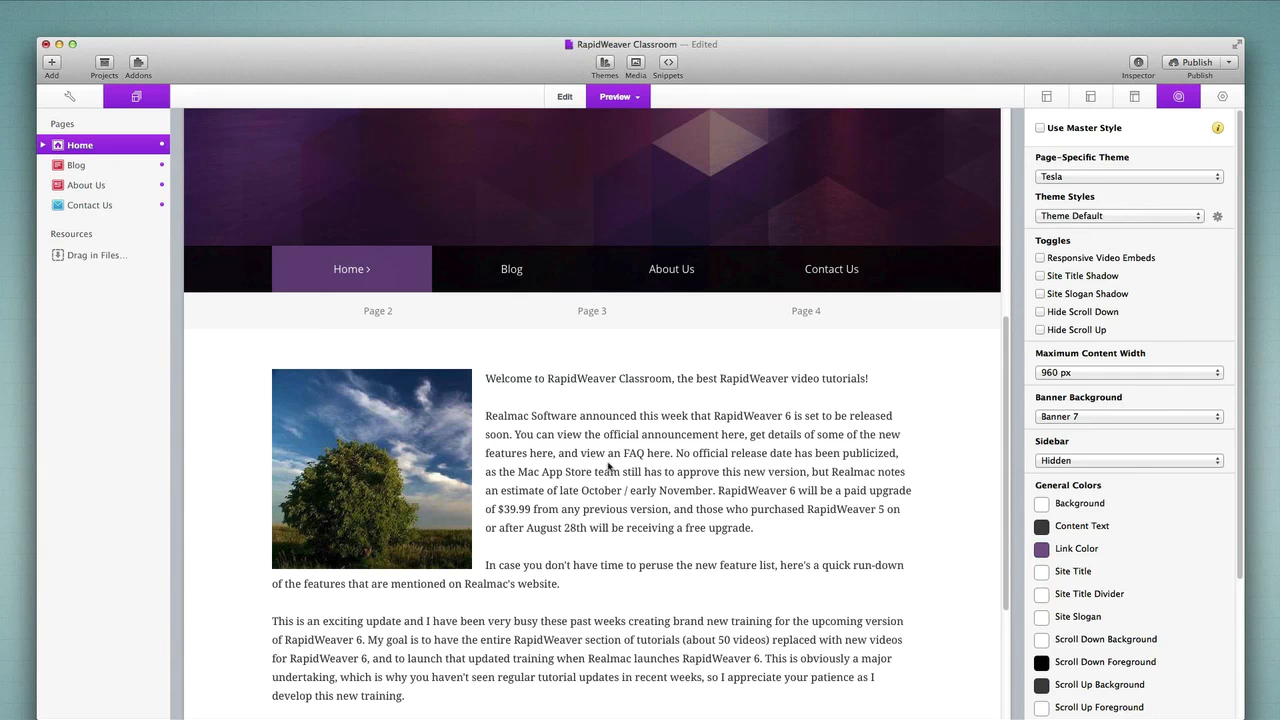 RapidWeaver Classroom — Edited
Add
Projects
Addons
Themes
Media
Snippets
Inspector
Publish
Publish
Edit
Preview
Pages
Home
Blog
About Us
Contact Us
Resources
Drag in Files...
Home ›
Blog
About Us
Contact Us
Page 2
Page 3
Page 4
Welcome to RapidWeaver Classroom, the best RapidWeaver video tutorials!
Realmac Software announced this week that RapidWeaver 6 is set to be released
soon. You can view the official announcement here, get details of some of the new
features here, and view an FAQ here. No official release date has been publicized,
as the Mac App Store team still has to approve this new version, but Realmac notes
an estimate of late October / early November. RapidWeaver 6 will be a paid upgrade
of $39.99 from any previous version, and those who purchased RapidWeaver 5 on
or after August 28th will be receiving a free upgrade.
In case you don't have time to peruse the new feature list, here's a quick run-down
of the features that are mentioned on Realmac's website.
This is an exciting update and I have been very busy these past weeks creating brand new training for the upcoming version
of RapidWeaver 6. My goal is to have the entire RapidWeaver section of tutorials (about 50 videos) replaced with new videos
for RapidWeaver 6, and to launch that updated training when Realmac launches RapidWeaver 6. This is obviously a major
undertaking, which is why you haven't seen regular tutorial updates in recent weeks, so I appreciate your patience as I
develop this new training.
Use Master Style
Page-Specific Theme
Tesla
Theme Styles
Theme Default
Toggles
Responsive Video Embeds
Site Title Shadow
Site Slogan Shadow
Hide Scroll Down
Hide Scroll Up
Maximum Content Width
960 px
Banner Background
Banner 7
Sidebar
Hidden
General Colors
Background
Content Text
Link Color
Site Title
Site Title Divider
Site Slogan
Scroll Down Background
Scroll Down Foreground
Scroll Up Background
Scroll Up Foreground